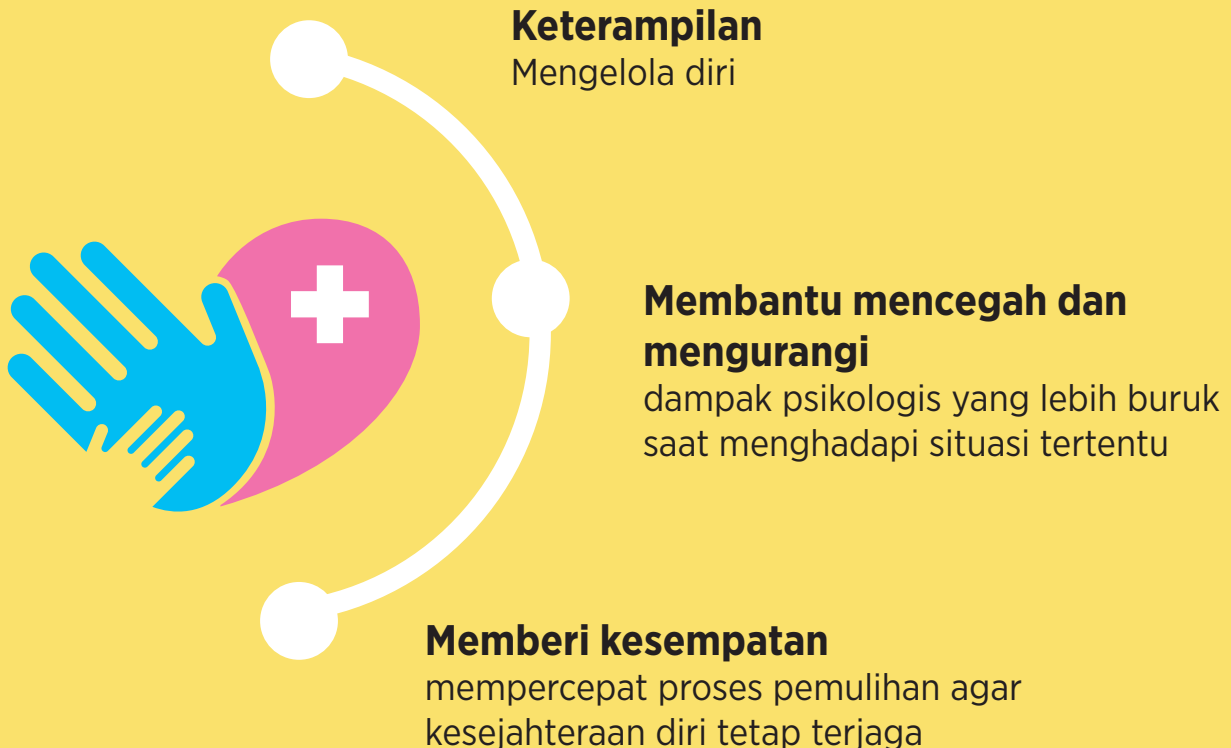 Keterampilan
Mengelola diri
Membantu mencegah dan
mengurangi
dampak psikologis yang lebih buruk
saat menghadapi situasi tertentu
Memberi kesempatan
mempercepat proses pemulihan agar
kesejahteraan diri tetap terjaga